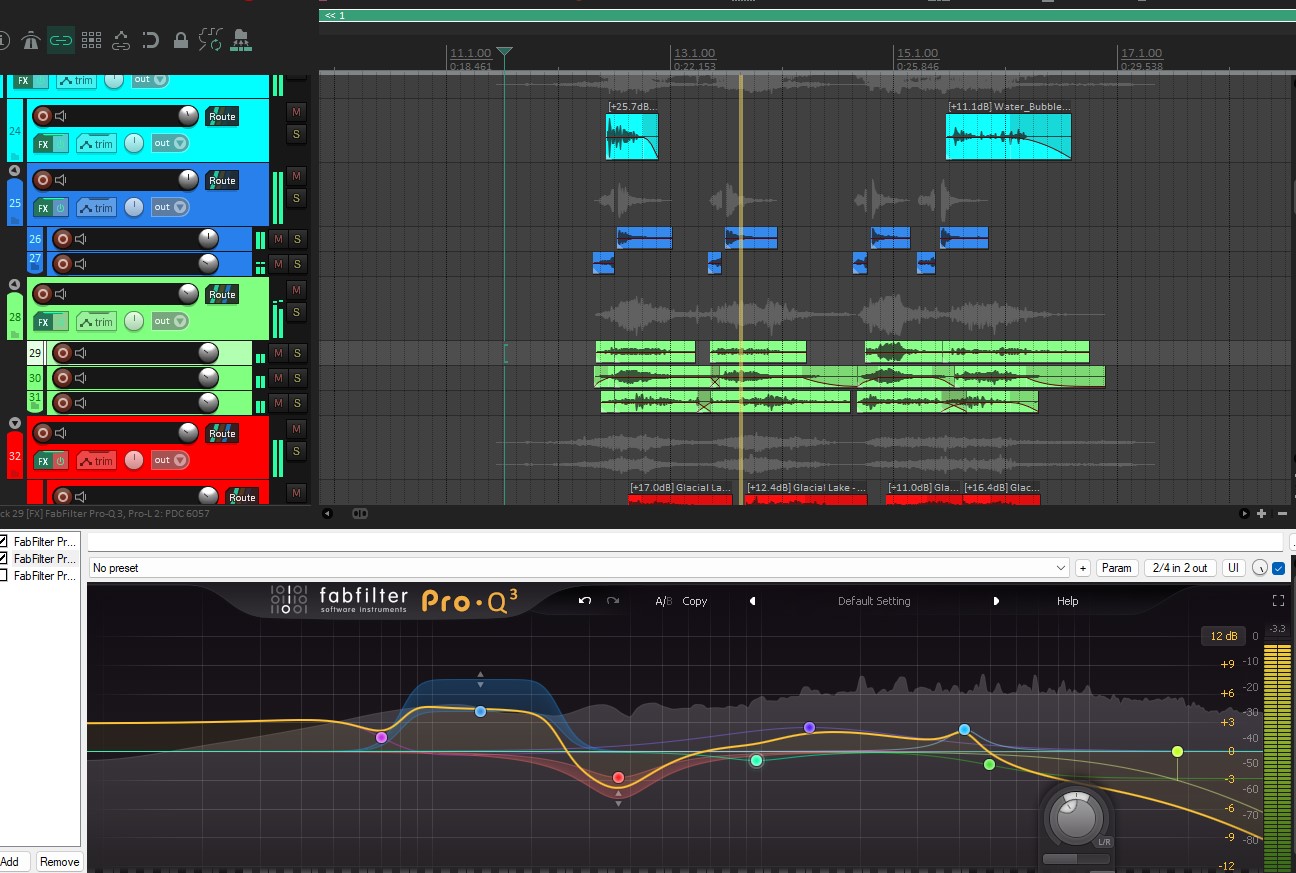 << 1
11.1.00 13.1.00 15.1.00 17.1.00
0:18.461 0:22.153 0:25.846 0:29.538
FX trim out
[+25.7dB... [+11.1dB] Water_Bubble...
24 Route M
FX trim out S
25 Route M
FX trim out S
26 M S
27 M S
28 Route M
FX trim out S
29 M S
30 M S
31 M S
Route M
32 FX trim out S
[+17.0dB] Glacial La... [+12.4dB] Glacial Lake -... [+11.0dB] Gla... [+16.4dB] Glac...
Route M
ck 29 [FX] FabFilter Pro-Q 3, Pro-L 2: PDC 6057
FabFilter Pr...
FabFilter Pr...
FabFilter Pr...
No preset + Param 2/4 in 2 out UI
fabfilter
software instruments
Pro·Q3
A/B Copy Default Setting Help
12 dB 0 -3.3
+9 -10
+6 -20
+3 -30
-40
0 -50
-3 -60
-6 -70
-9 -80
-12
L/R
Add Remove